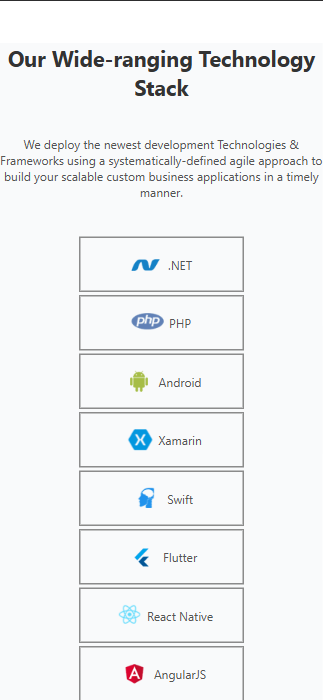 Our Wide-ranging Technology
Stack
We deploy the newest development Technologies &
Frameworks using a systematically-defined agile approach to
build your scalable custom business applications in a timely
manner.
.NET
php PHP
Android
Xamarin
Swift
Flutter
React Native
AngularJS